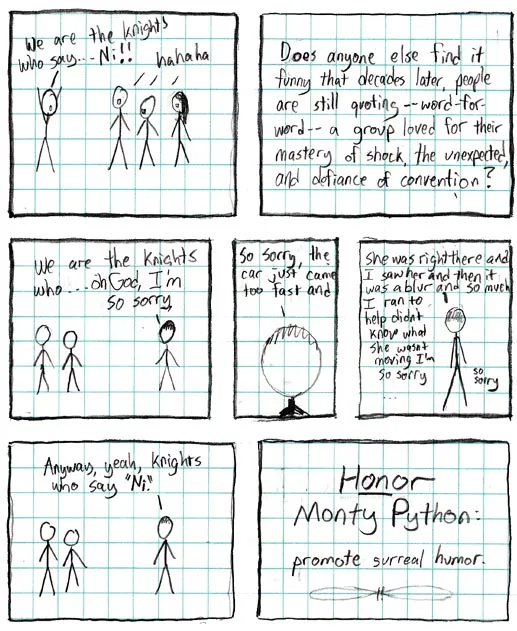 We are the knights
who say...Ni!!
hahaha
Does anyone else find it
funny that decades later, people
are still quoting--word-for-
word-- a group loved for their
mastery of shock, the unexpected,
and defiance of convention?
We are the knights
who...oh God, I'm
so sorry
So sorry, the
car just came
too fast and
She was right there and
I saw her and then it
was a blur and so much
I ran to
help didnt
know what
she wasnt
moving I'm
so sorry
so
sorry
...
Anyway, yeah, knights
who say "Ni."
Honor
Monty Python:
promote surreal humor.